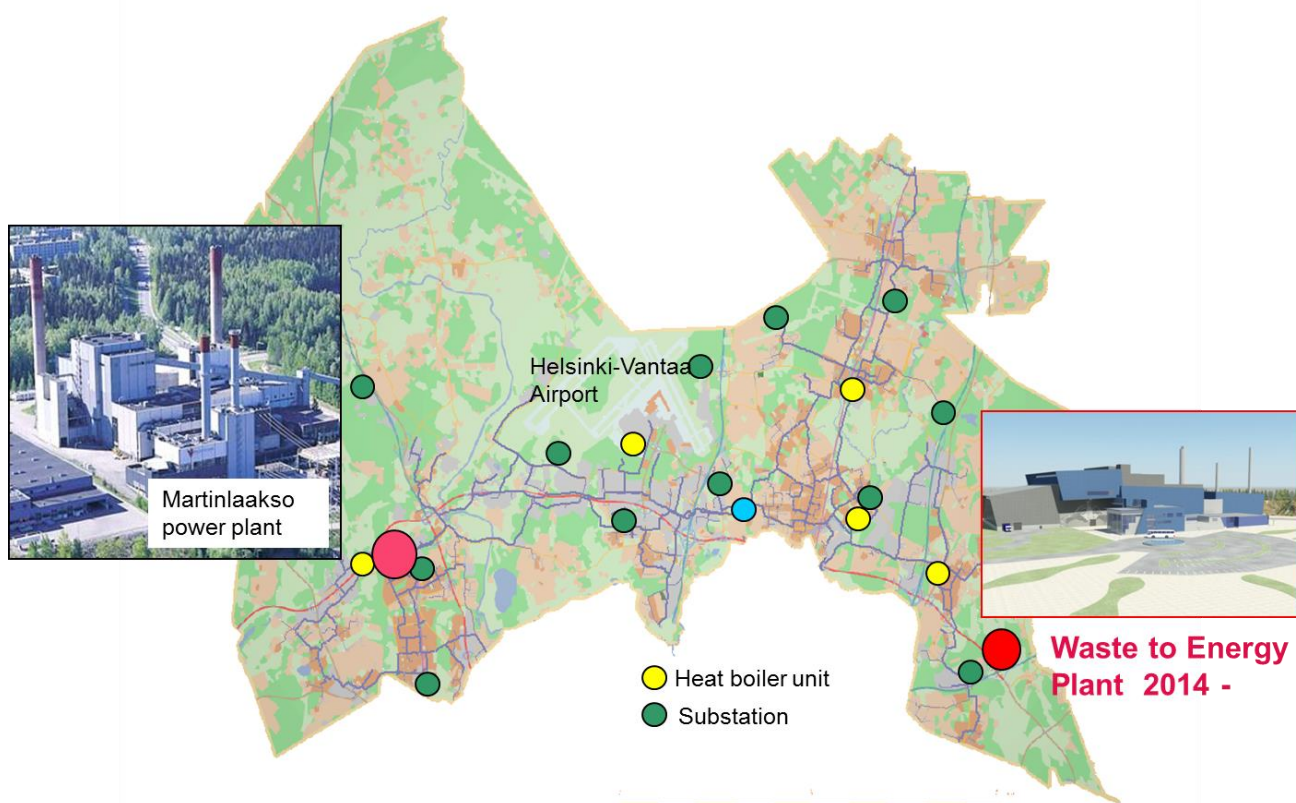 Helsinki-Vantaa
Airport
Martinlaakso
power plant
Heat boiler unit
Substation
Waste to Energy
Plant 2014 -